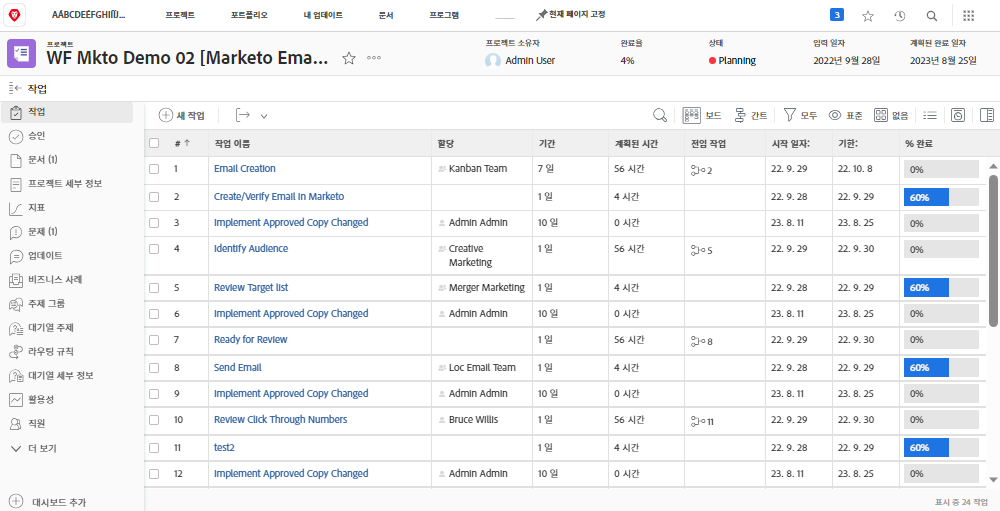 AÁBCDEÉFGHIÍÏJ...
프로젝트
포트폴리오
내 업데이트
문서
프로그램
현재 페이지 고정
3
프로젝트
WF Mkto Demo 02 [Marketo Ema...
프로젝트 소유자
Admin User
완료율
4%
상태
Planning
입력 일자
2022년 9월 28일
계획된 완료 일자
2023년 8월 25일
작업
작업
승인
문서 (1)
프로젝트 세부 정보
지표
문제 (1)
업데이트
비즈니스 사례
주제 그룹
대기열 주제
라우팅 규칙
대기열 세부 정보
활용성
직원
더 보기
대시보드 추가
새 작업
보드
간트
모두
표준
없음
# 작업 이름 할당 기간 계획된 시간 전임 작업 시작 일자: 기한: % 완료
1 Email Creation Kanban Team 7 일 56 시간 2 22. 9. 29 22. 10. 8 0%
2 Create/Verify Email in Marketo 1 일 4 시간 22. 9. 28 22. 9. 29 60%
3 Implement Approved Copy Changed Admin Admin 10 일 0 시간 23. 8. 11 23. 8. 25 0%
4 Identify Audience Creative Marketing 1 일 56 시간 5 22. 9. 29 22. 9. 30 0%
5 Review Target list Merger Marketing 1 일 4 시간 22. 9. 28 22. 9. 29 60%
6 Implement Approved Copy Changed Admin Admin 10 일 0 시간 23. 8. 11 23. 8. 25 0%
7 Ready for Review 1 일 56 시간 8 22. 9. 29 22. 9. 30 0%
8 Send Email Loc Email Team 1 일 4 시간 22. 9. 28 22. 9. 29 60%
9 Implement Approved Copy Changed Admin Admin 10 일 0 시간 23. 8. 11 23. 8. 25 0%
10 Review Click Through Numbers Bruce Willis 1 일 56 시간 11 22. 9. 29 22. 9. 30 0%
11 test2 1 일 4 시간 22. 9. 28 22. 9. 29 60%
12 Implement Approved Copy Changed Admin Admin 10 일 0 시간 23. 8. 11 23. 8. 25 0%
표시 중 24 작업